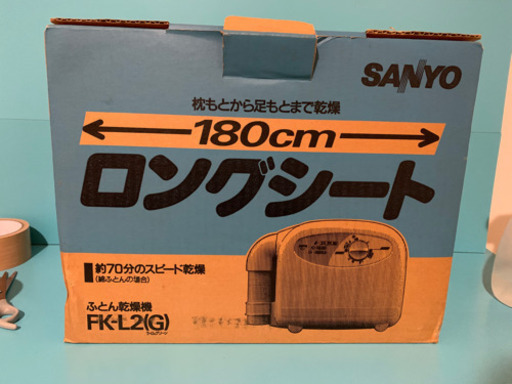 SANYO
枕もとから足もとまで乾燥
180cm
ロングシート
約70分のスピード乾燥
(綿ふとんの場合)
ふとん乾燥機
FK-L2(G)